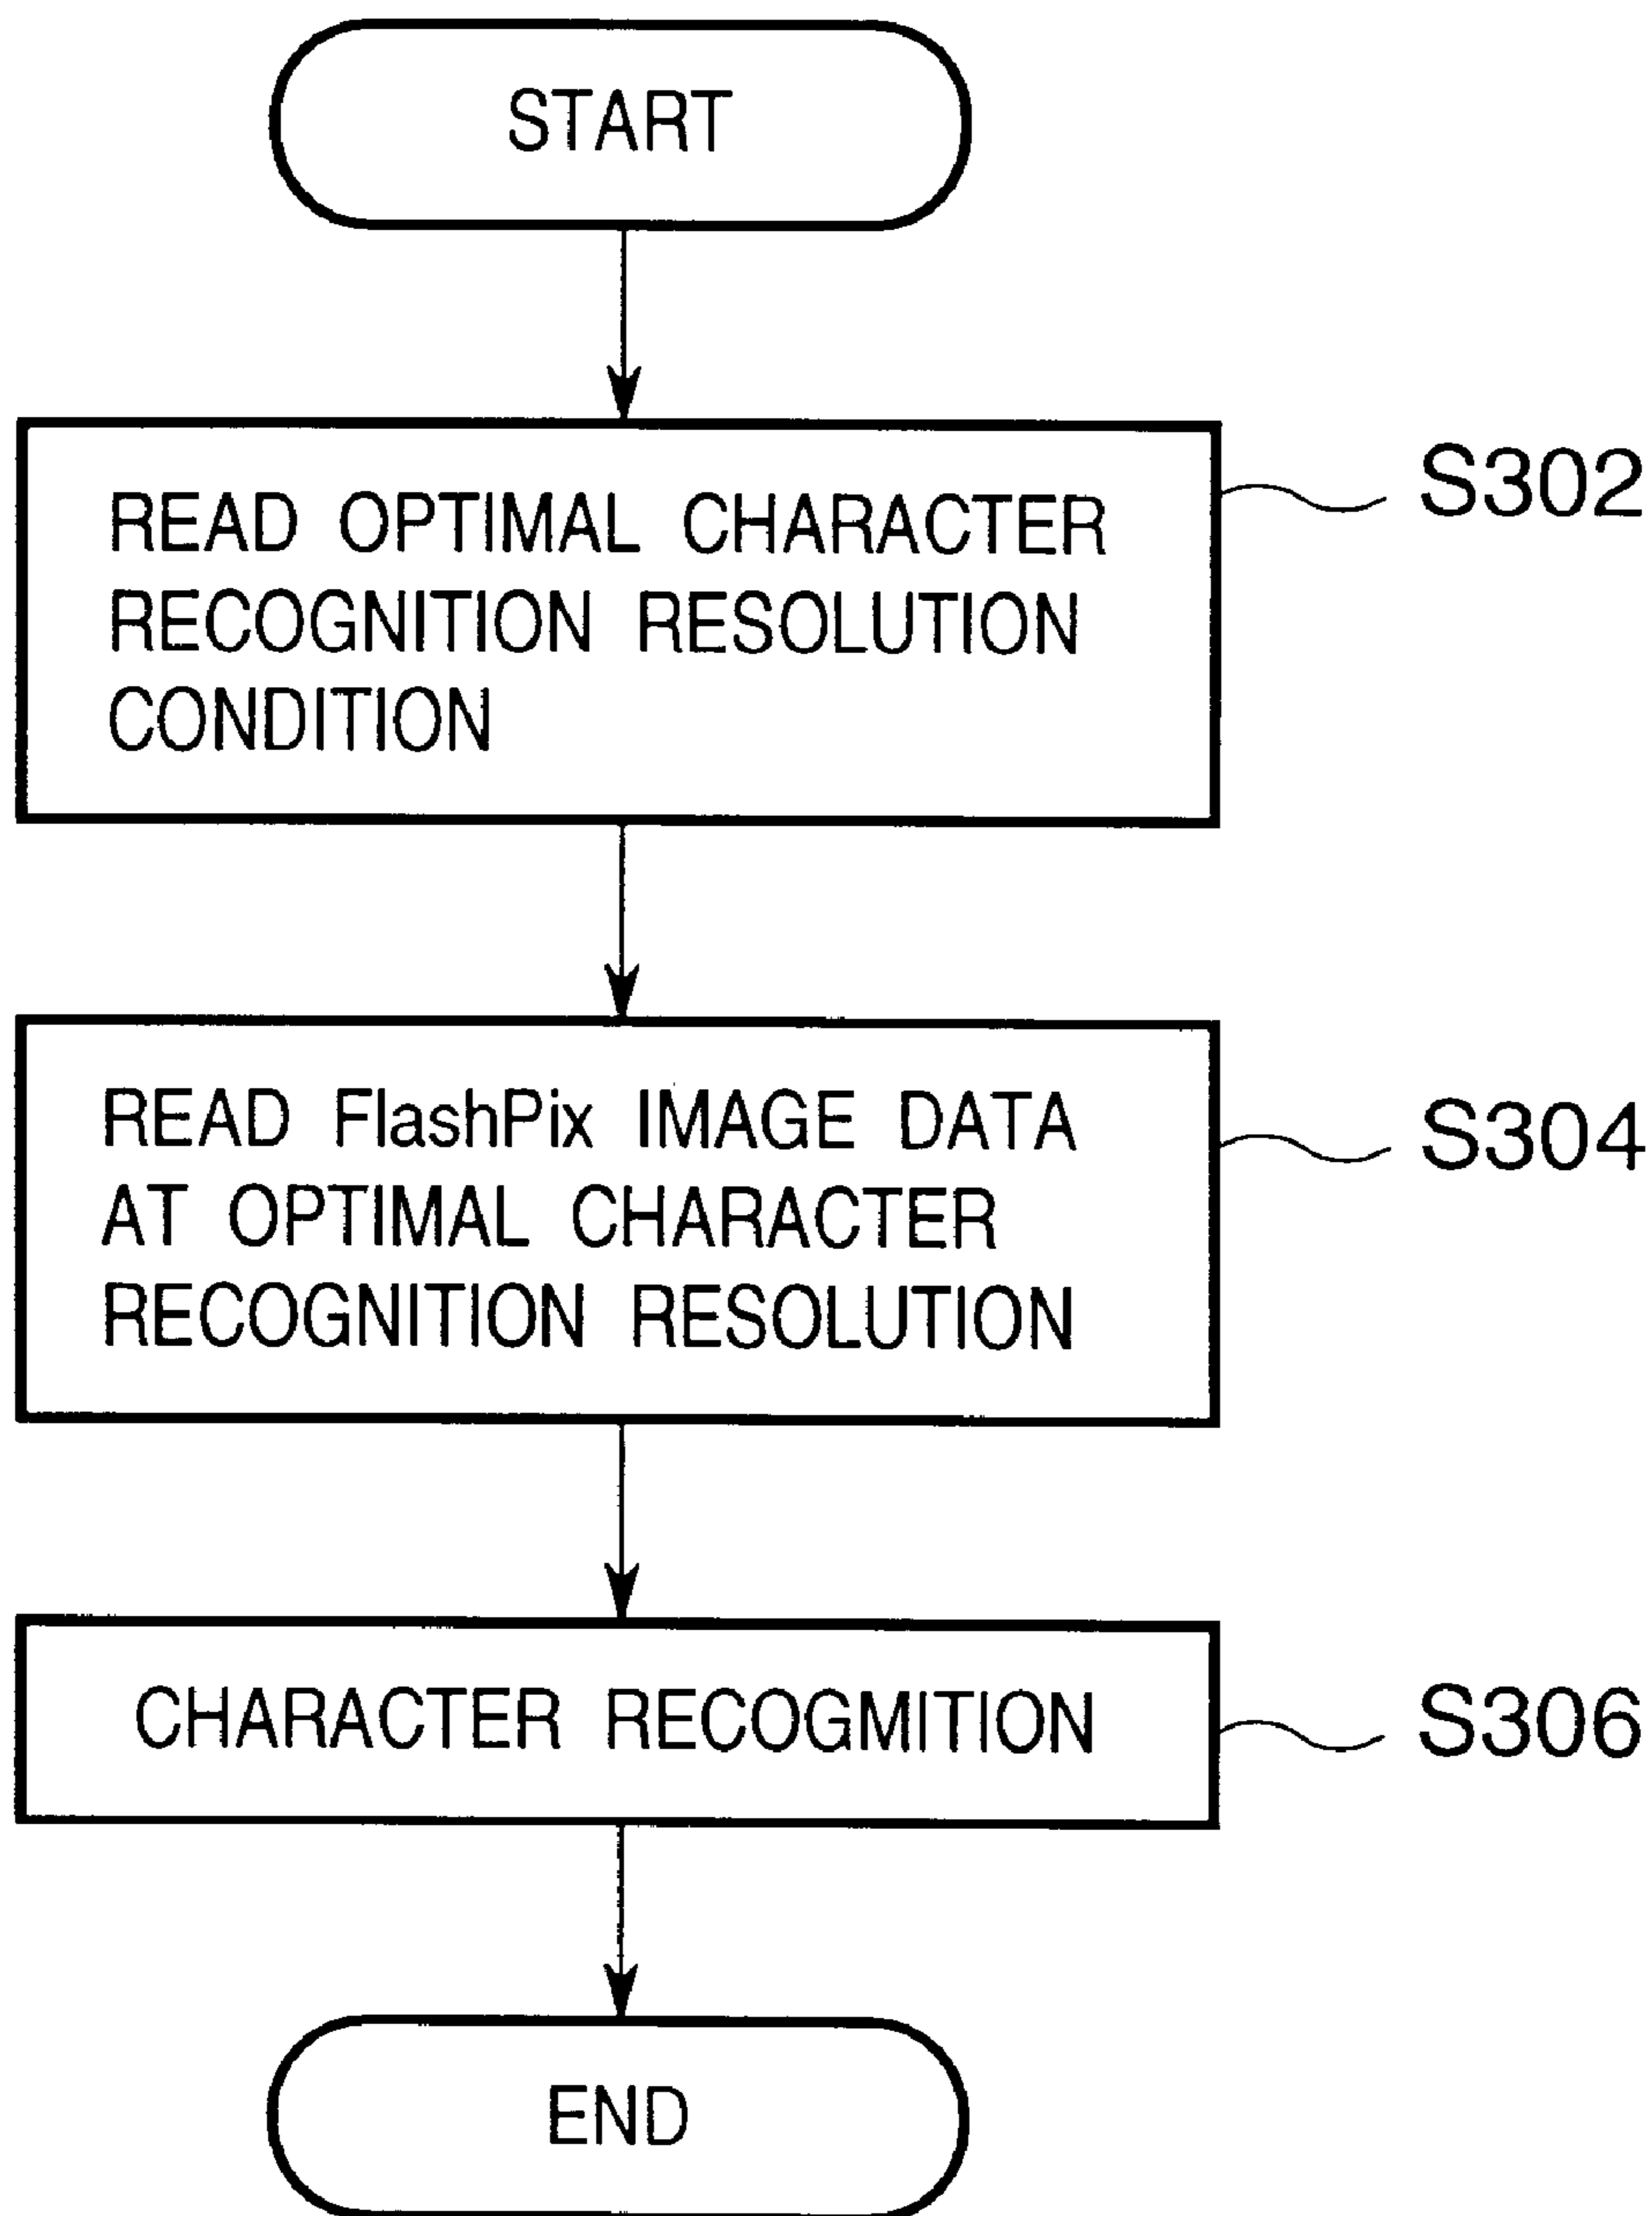 START
READ OPTIMAL CHARACTER
RECOGNITION RESOLUTION
CONDITION
S302
READ FlashPix IMAGE DATA
AT OPTIMAL CHARACTER
RECOGNITION RESOLUTION
S304
CHARACTER RECOGMITION
S306
END